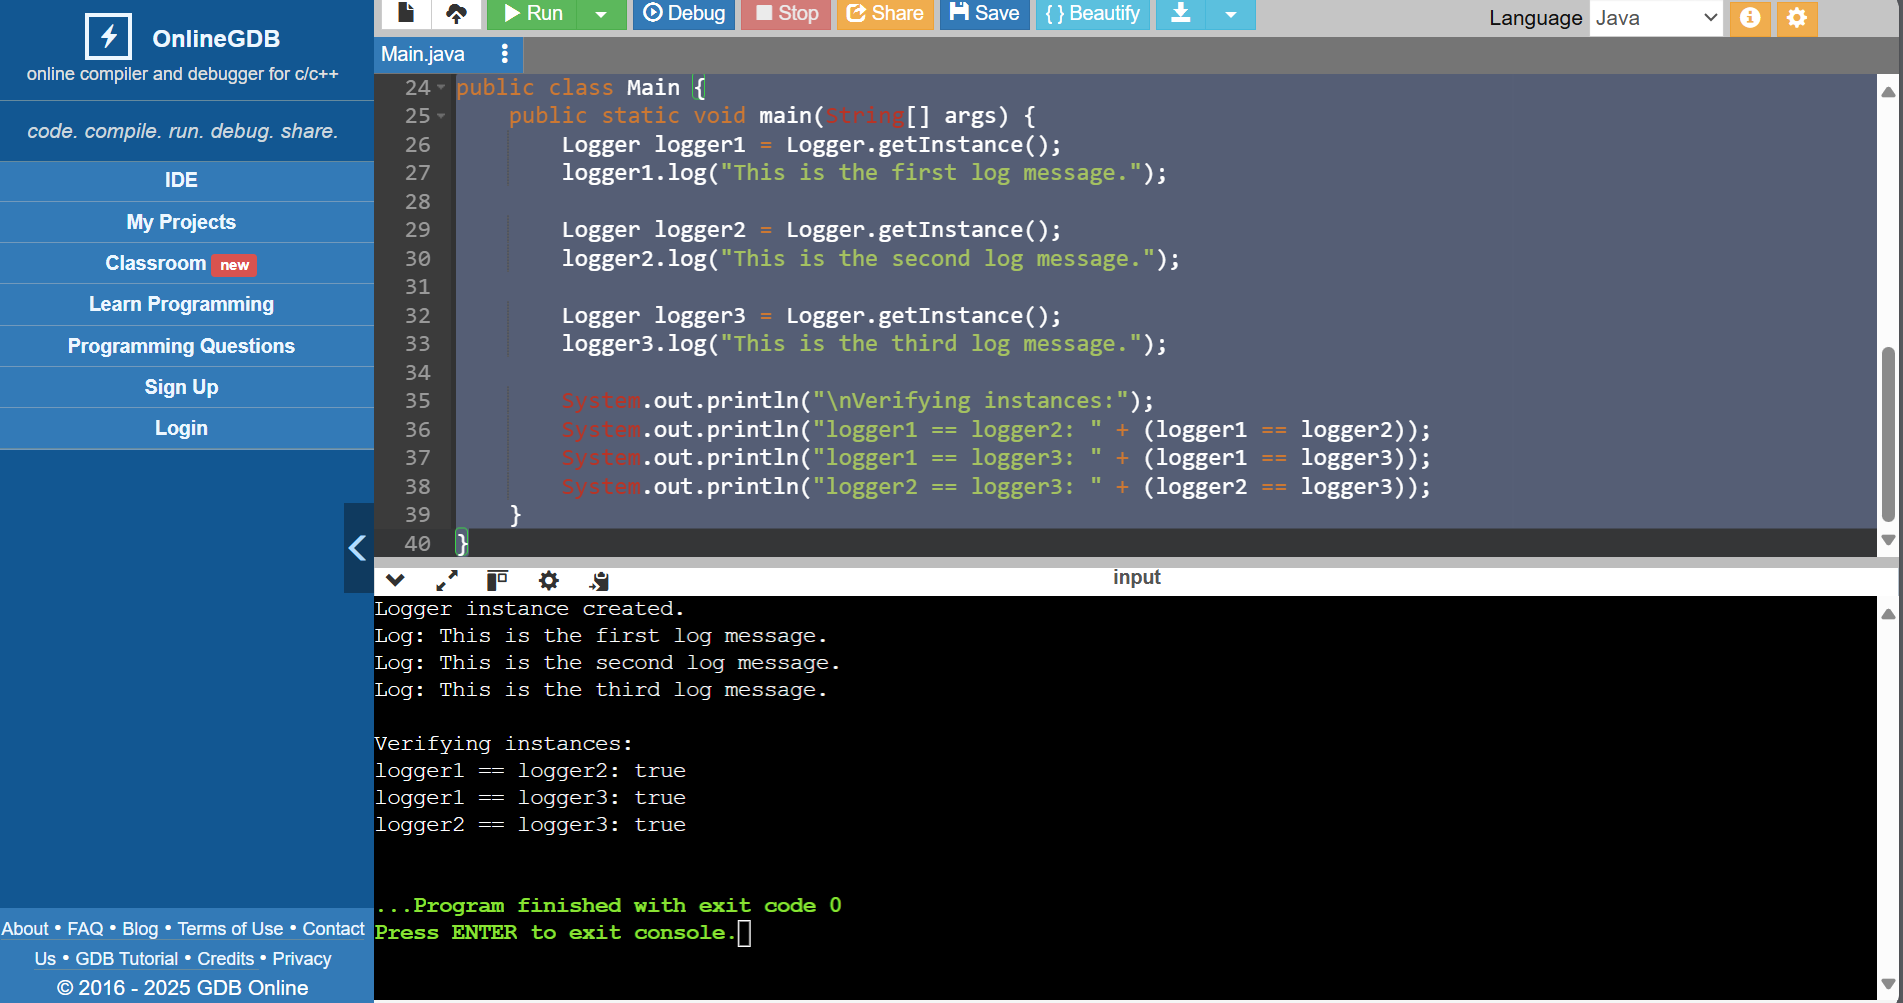 OnlineGDB
online compiler and debugger for c/c++
code. compile. run. debug. share.
IDE
My Projects
Classroom new
Learn Programming
Programming Questions
Sign Up
Login
About • FAQ • Blog • Terms of Use • Contact
Us • GDB Tutorial • Credits • Privacy
© 2016 - 2025 GDB Online
Run Debug Stop Share Save { } Beautify
Language Java
Main.java
24 public class Main {
25     public static void main(String[] args) {
26         Logger logger1 = Logger.getInstance();
27         logger1.log("This is the first log message.");
28
29         Logger logger2 = Logger.getInstance();
30         logger2.log("This is the second log message.");
31
32         Logger logger3 = Logger.getInstance();
33         logger3.log("This is the third log message.");
34
35         System.out.println("\nVerifying instances:");
36         System.out.println("logger1 == logger2: " + (logger1 == logger2));
37         System.out.println("logger1 == logger3: " + (logger1 == logger3));
38         System.out.println("logger2 == logger3: " + (logger2 == logger3));
39     }
40 }
input
Logger instance created.
Log: This is the first log message.
Log: This is the second log message.
Log: This is the third log message.
Verifying instances:
logger1 == logger2: true
logger1 == logger3: true
logger2 == logger3: true
...Program finished with exit code 0
Press ENTER to exit console.